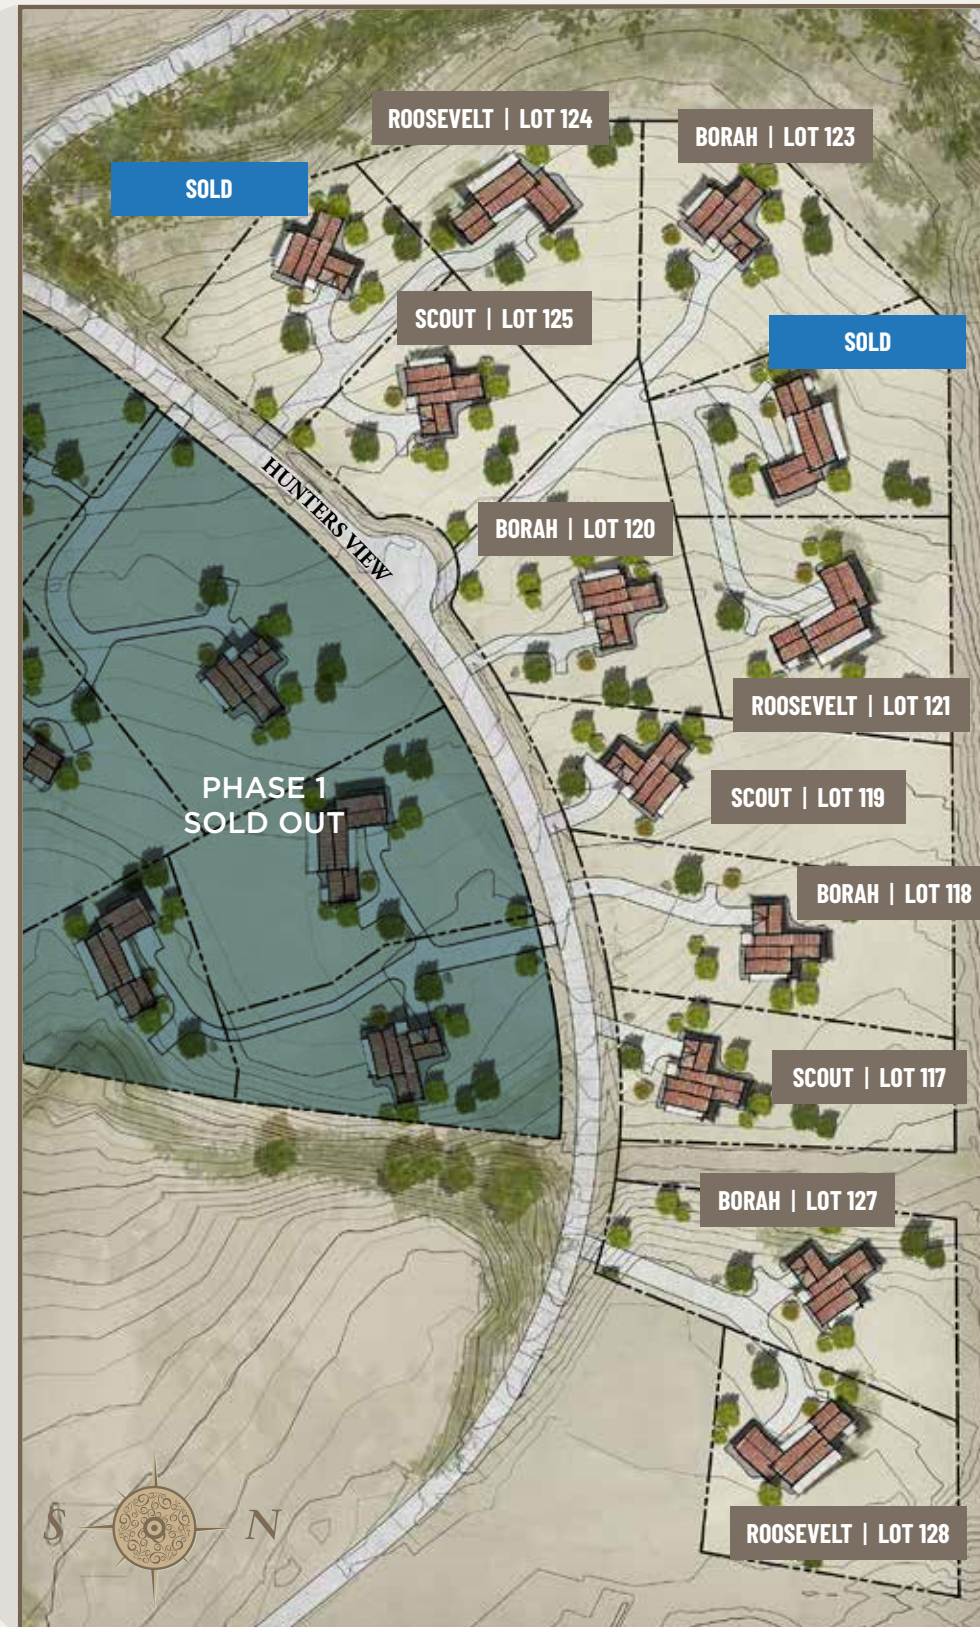 ROOSEVELT | LOT 124
BORAH | LOT 123
SOLD
SCOUT | LOT 125
SOLD
HUNTERS VIEW
BORAH | LOT 120
ROOSEVELT | LOT 121
PHASE 1
SOLD OUT
SCOUT | LOT 119
BORAH | LOT 118
SCOUT | LOT 117
BORAH | LOT 127
S N
ROOSEVELT | LOT 128